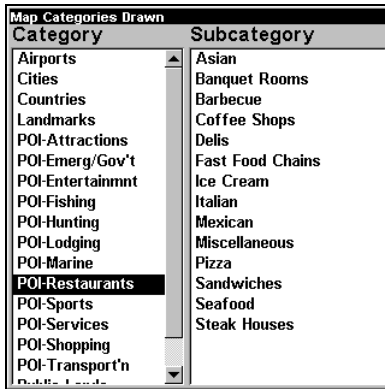 Map Categories Drawn
Category
Airports
Cities
Countries
Landmarks
POI-Attractions
POI-Emerg/Gov't
POI-Entertainmnt
POI-Fishing
POI-Hunting
POI-Lodging
POI-Marine
POI-Restaurants
POI-Sports
POI-Services
POI-Shopping
POI-Transport'n
Public Lands
Subcategory
Asian
Banquet Rooms
Barbecue
Coffee Shops
Delis
Fast Food Chains
Ice Cream
Italian
Mexican
Miscellaneous
Pizza
Sandwiches
Seafood
Steak Houses